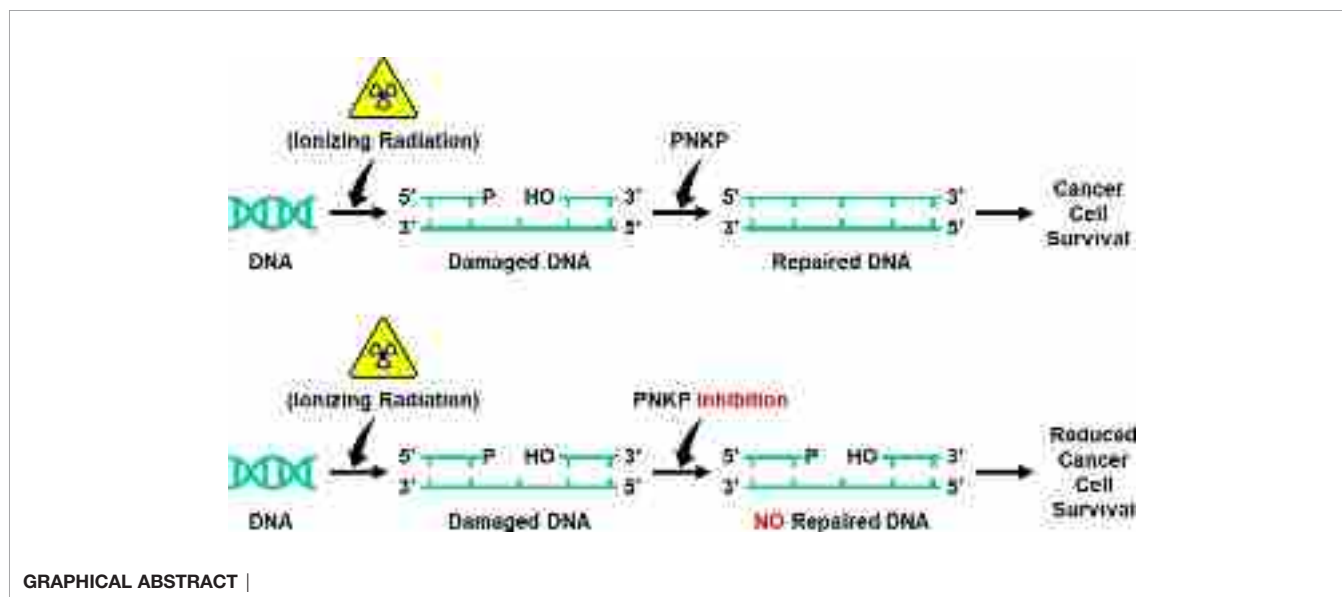 (Ionizing Radiation)
PNKP
5' P HO 3' 5' 3'
3' 5' 3' 5'
Cancer
Cell
Survival
DNA
Damaged DNA
Repaired DNA
(Ionizing Radiation)
PNKP Inhibition
5' P HO 3' 5' P HO 3'
3' 5' 3' 5'
Reduced
Cancer
Cell
Survival
DNA
Damaged DNA
NO Repaired DNA
GRAPHICAL ABSTRACT |